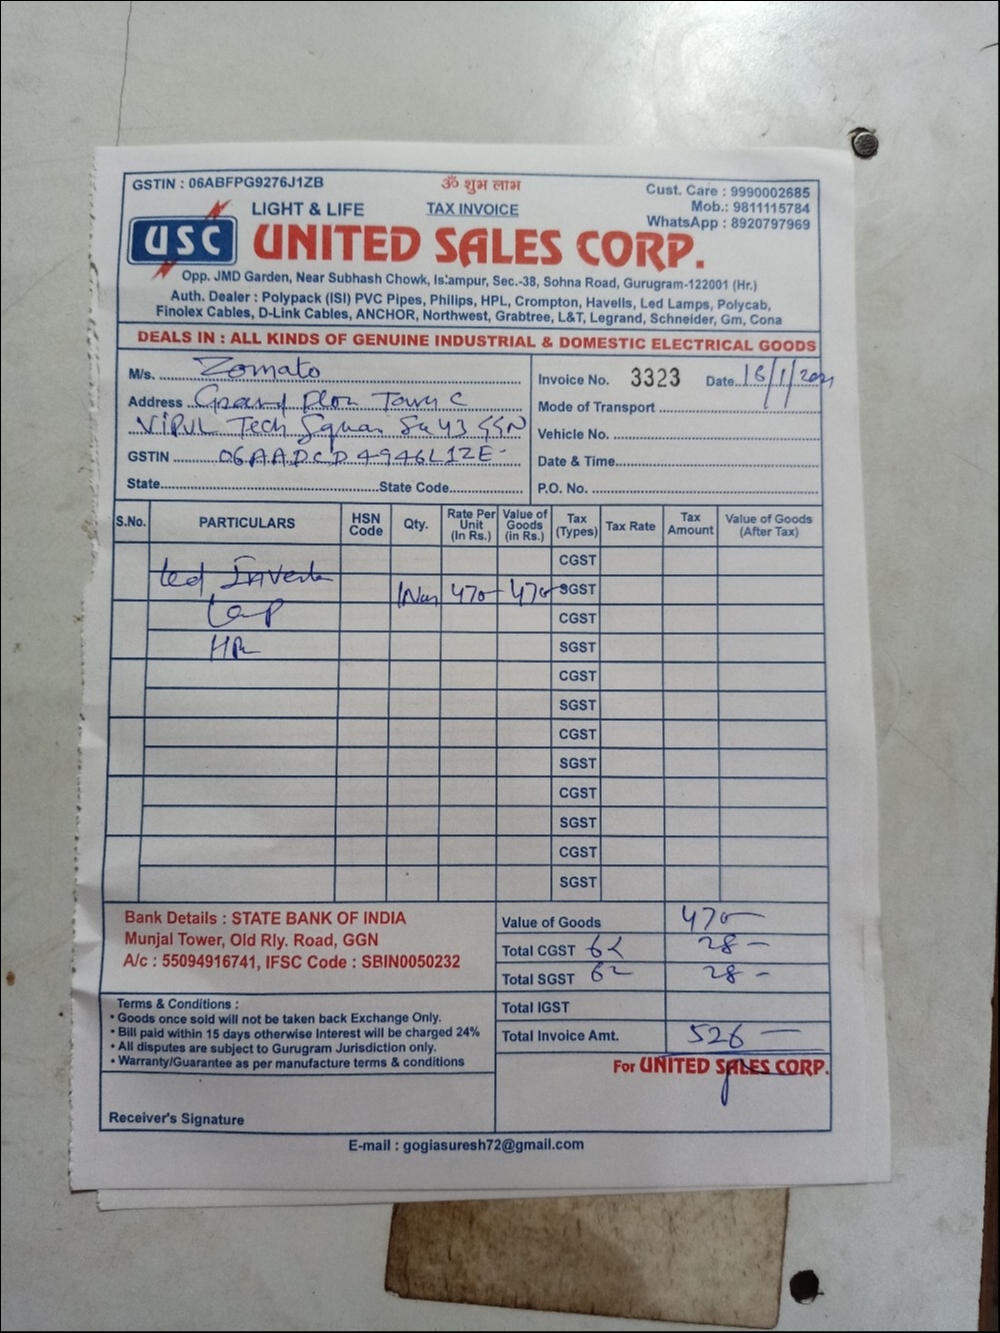 GSTIN : 06ABFPG9276J1ZB
ॐ शुभ लाभ
Cust. Care : 9990002685
Mob.: 9811115784
WhatsApp : 8920797969
LIGHT & LIFE
TAX INVOICE
USC UNITED SALES CORP.
Opp. JMD Garden, Near Subhash Chowk, Islampur, Sec.-38, Sohna Road, Gurugram-122001 (Hr.)
Auth. Dealer : Polypack (ISI) PVC Pipes, Philips, HPL, Crompton, Havells, Led Lamps, Polycab,
Finolex Cables, D-Link Cables, ANCHOR, Northwest, Grabtree, L&T, Legrand, Schneider, Gm, Cona
DEALS IN : ALL KINDS OF GENUINE INDUSTRIAL & DOMESTIC ELECTRICAL GOODS
M/s. Zomato
Address Tower C
Vipul Tech 43 GGN
GSTIN 06AADCD4946L1ZE
State State Code
Invoice No. 3323 Date 16/1/2021
Mode of Transport
Vehicle No.
Date & Time
P.O. No.
S.No. PARTICULARS HSN Code Qty. Rate Per Unit (In Rs.) Value of Goods (in Rs.) Tax (Types) Tax Rate Tax Amount Value of Goods (After Tax)
CGST
Led 470 470 SGST
CGST
SGST
CGST
SGST
CGST
SGST
CGST
SGST
CGST
SGST
Bank Details : STATE BANK OF INDIA
Munjal Tower, Old Rly. Road, GGN
A/c : 55094916741, IFSC Code : SBIN0050232
Value of Goods 470
Total CGST 28
Total SGST 28
Total IGST
Total Invoice Amt. 526
Terms & Conditions :
• Goods once sold will not be taken back Exchange Only.
• Bill paid within 15 days otherwise Interest will be charged 24%
• All disputes are subject to Gurugram Jurisdiction only.
• Warranty/Guarantee as per manufacture terms & conditions
For UNITED SALES CORP.
Receiver's Signature
E-mail : gogiasuresh72@gmail.com